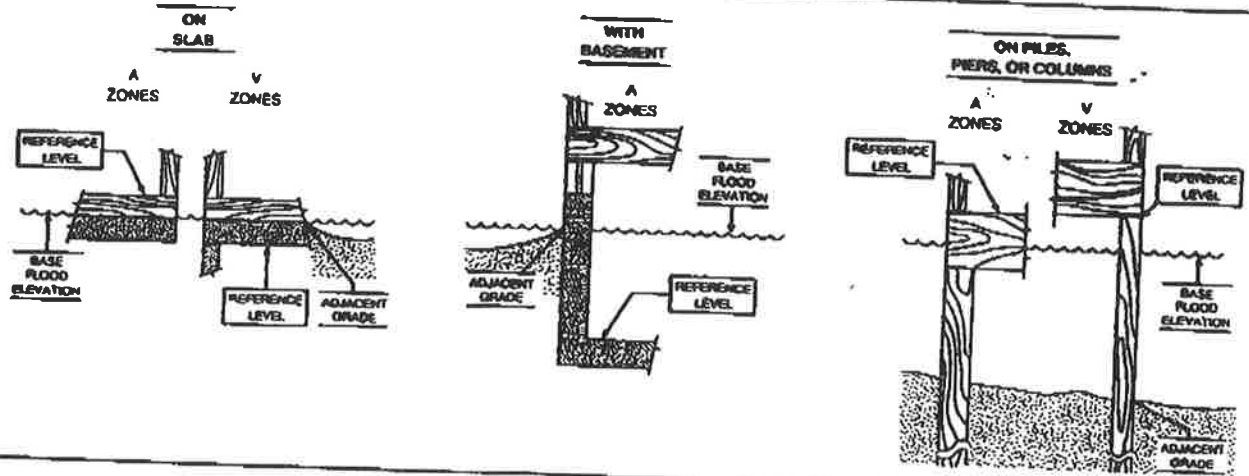 ON
SLAB
A
ZONES
V
ZONES
REFERENCE
LEVEL
BASE
FLOOD
ELEVATION
REFERENCE
LEVEL
ADJACENT
GRADE
WITH
BASEMENT
A
ZONES
BASE
FLOOD
ELEVATION
ADJACENT
GRADE
REFERENCE
LEVEL
ON PILES,
PIERS, OR COLUMNS
A
ZONES
V
ZONES
REFERENCE
LEVEL
REFERENCE
LEVEL
BASE
FLOOD
ELEVATION
ADJACENT
GRADE